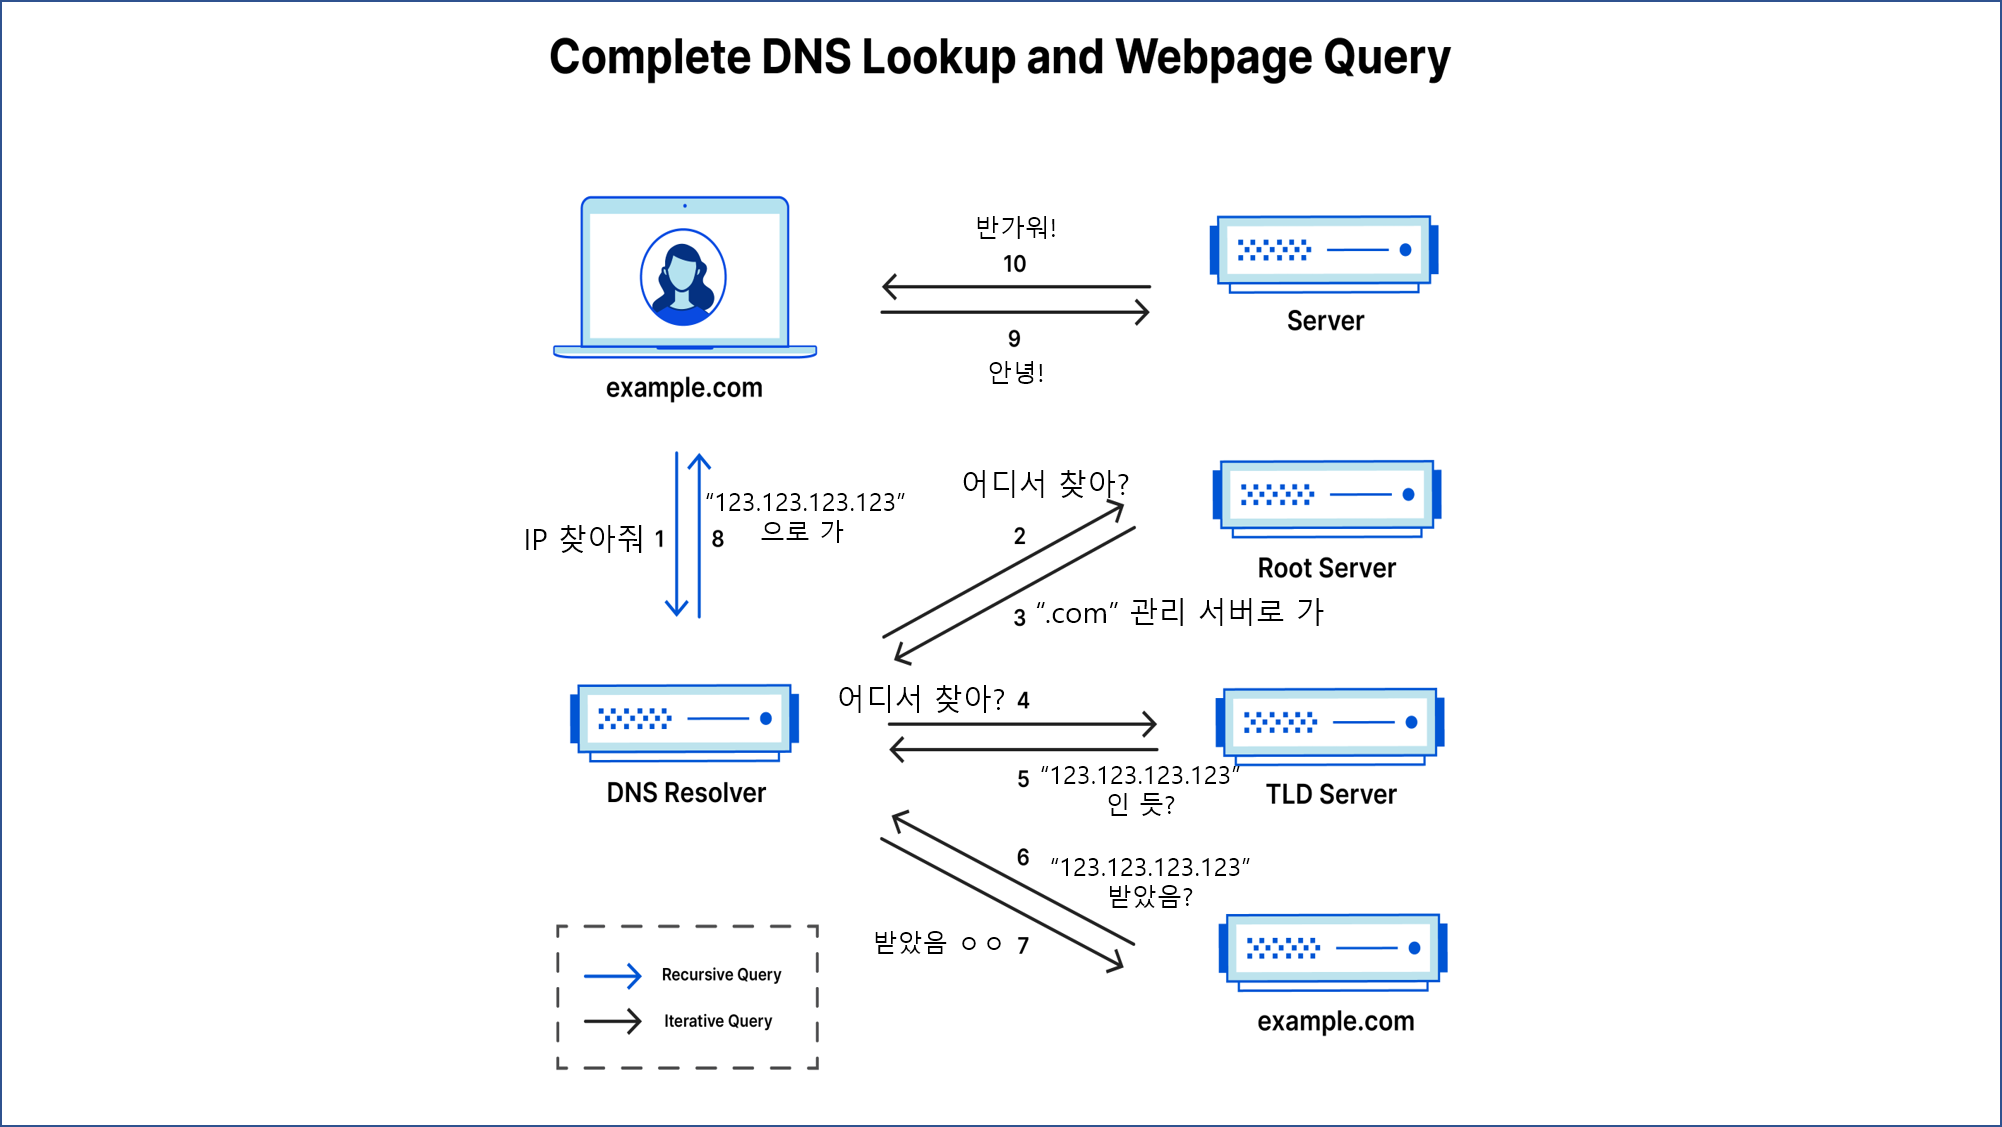 Complete DNS Lookup and Webpage Query
반가워!
10
9
안녕!
Server
example.com
어디서 찾아?
2
Root Server
3 “.com” 관리 서버로 가
IP 찾아줘 1
8
“123.123.123.123”
으로 가
어디서 찾아? 4
5 “123.123.123.123”
인 듯?
DNS Resolver
TLD Server
6 “123.123.123.123”
받았음?
받았음 ㅇㅇ 7
example.com
Recursive Query
Iterative Query